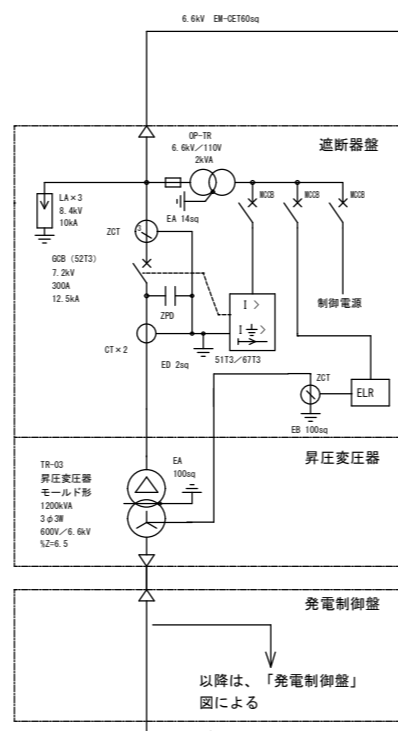 6.6kV EM-CET60sq
遮断器盤
OP-TR
6.6kV/110V
2kVA
LA×3
8.4kV
10kA
MCCB
MCCB
MCCB
EA 14sq
ZCT
3
GCB (52T3)
7.2kV
300A
12.5kA
制御電源
ZPD
I >
I >
CT×2
51T3/67T3
ED 2sq
ZCT
ELR
EB 100sq
昇圧変圧器
EA
100sq
TR-03
昇圧変圧器
モールド形
1200kVA
3φ3W
600V/6.6kV
%Z=6.5
発電制御盤
以降は、「発電制御盤」
図による